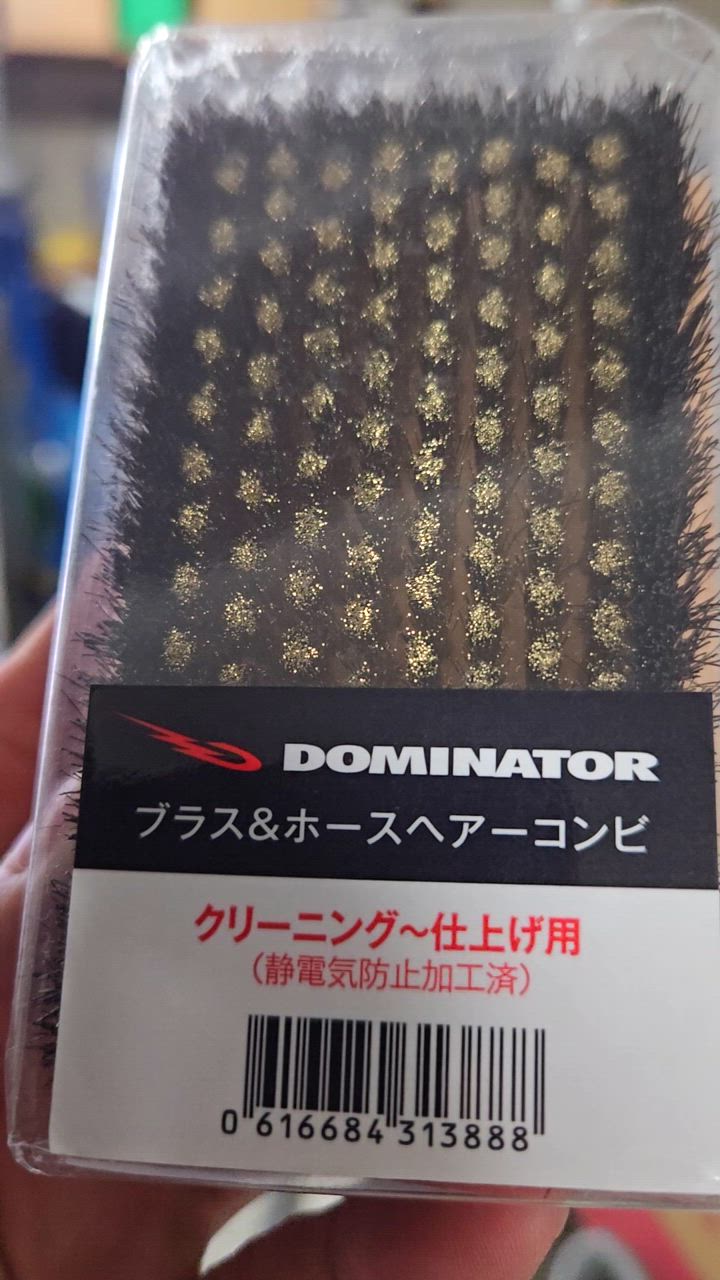 DOMINATOR
ブラス&ホースヘアーコンビ
クリーニング~仕上げ用
(静電気防止加工済)
0 616684 313888